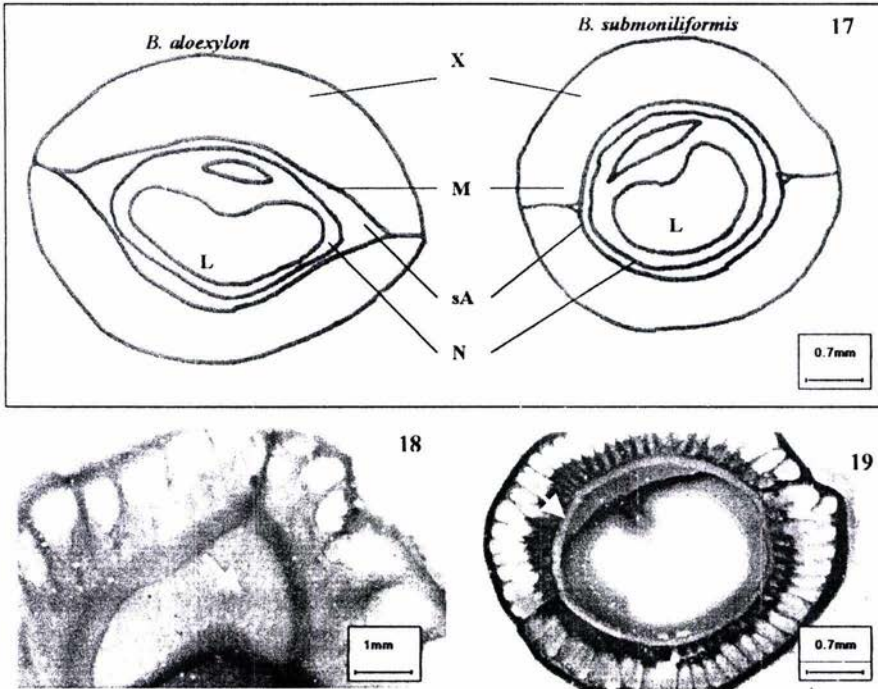 B. aloexylon
B. submoniliformis
17
X
M
L
L
sA
N
0.7mm
18
1mm
19
0.7mm